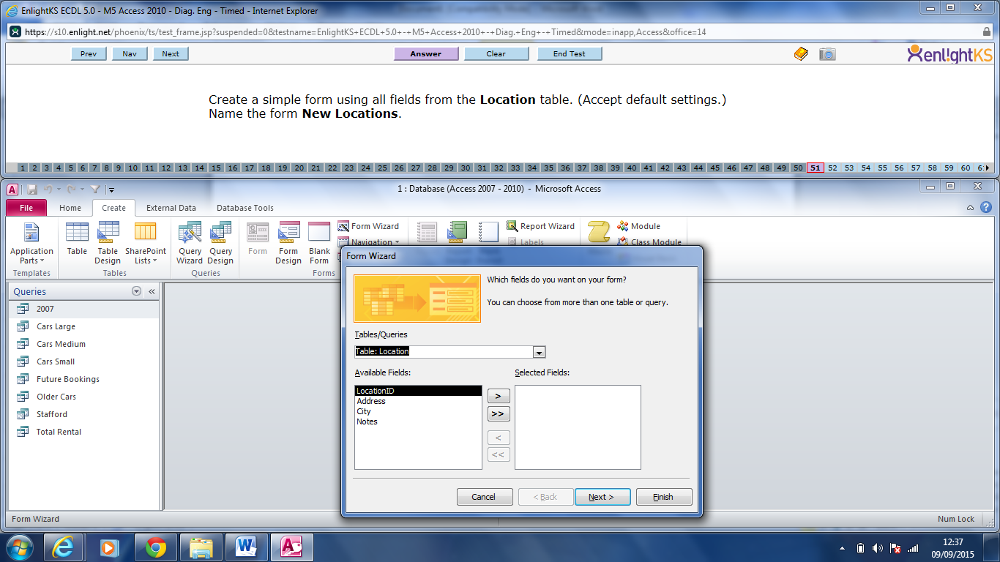 EnlightKS ECDL 5.0 - M5 Access 2010 - Diag. Eng - Timed - Internet Explorer
https://s10.enlight.net/phoenix/ts/test_frame.jsp?suspended=0&testname=EnlightKS+ECDL+5.0+-+M5+Access+2010+-+Diag.+Eng+-+Timed&mode=inapp,Access&office=14
Prev Nav Next Answer Clear End Test enlightKS
Create a simple form using all fields from the Location table. (Accept default settings.)
Name the form New Locations.
1 2 3 4 5 6 7 8 9 10 11 12 13 14 15 16 17 18 19 20 21 22 23 24 25 26 27 28 29 30 31 32 33 34 35 36 37 38 39 40 41 42 43 44 45 46 47 48 49 50 51 52 53 54 55 56 57 58 59 60
1 : Database (Access 2007 - 2010) - Microsoft Access
File Home Create External Data Database Tools
Application Parts
Templates
Table
Table Design
SharePoint Lists
Tables
Query Wizard
Query Design
Queries
Form
Form Design
Blank Form
Form Wizard
Navigation
Forms
Report Wizard
Labels
Module
Class Module
Queries
2007
Cars Large
Cars Medium
Cars Small
Future Bookings
Older Cars
Stafford
Total Rental
Form Wizard
Which fields do you want on your form?
You can choose from more than one table or query.
Tables/Queries
Table: Location
Available Fields:
Selected Fields:
LocationID
Address
City
Notes
>
>>
<
<<
Cancel < Back Next > Finish
Form Wizard
Num Lock
12:37
09/09/2015